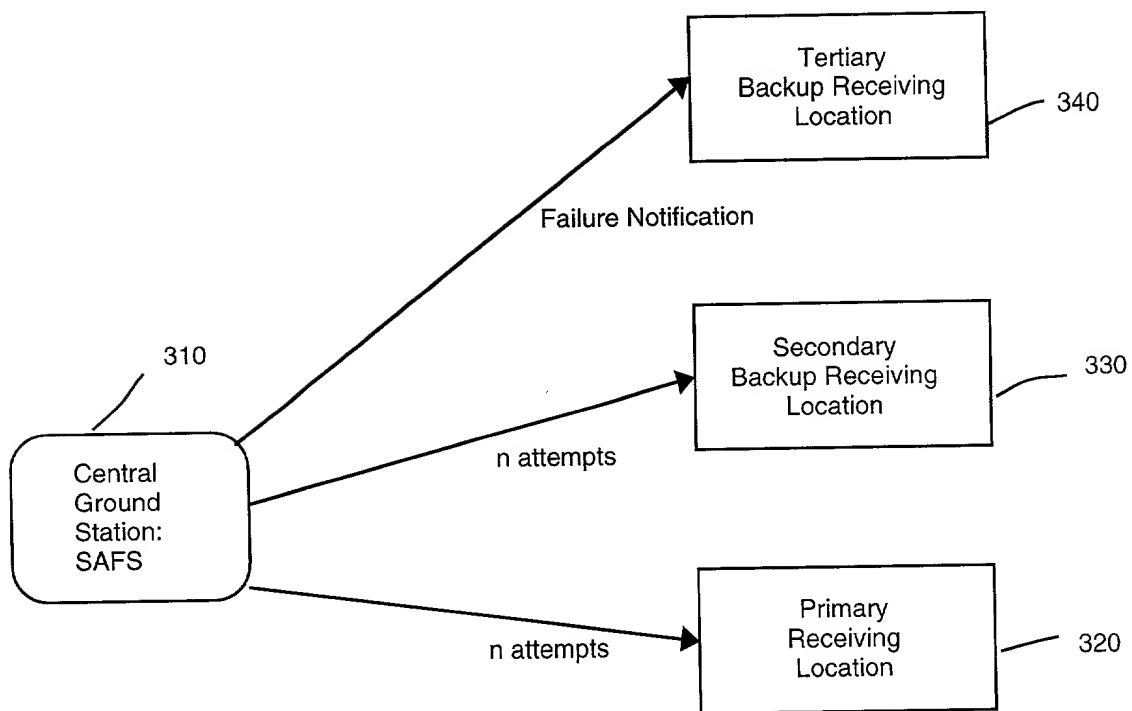 Tertiary
Backup Receiving
Location
340
Failure Notification
310
Secondary
Backup Receiving
Location
330
Central
Ground
Station:
SAFS
n attempts
Primary
Receiving
Location
320
n attempts